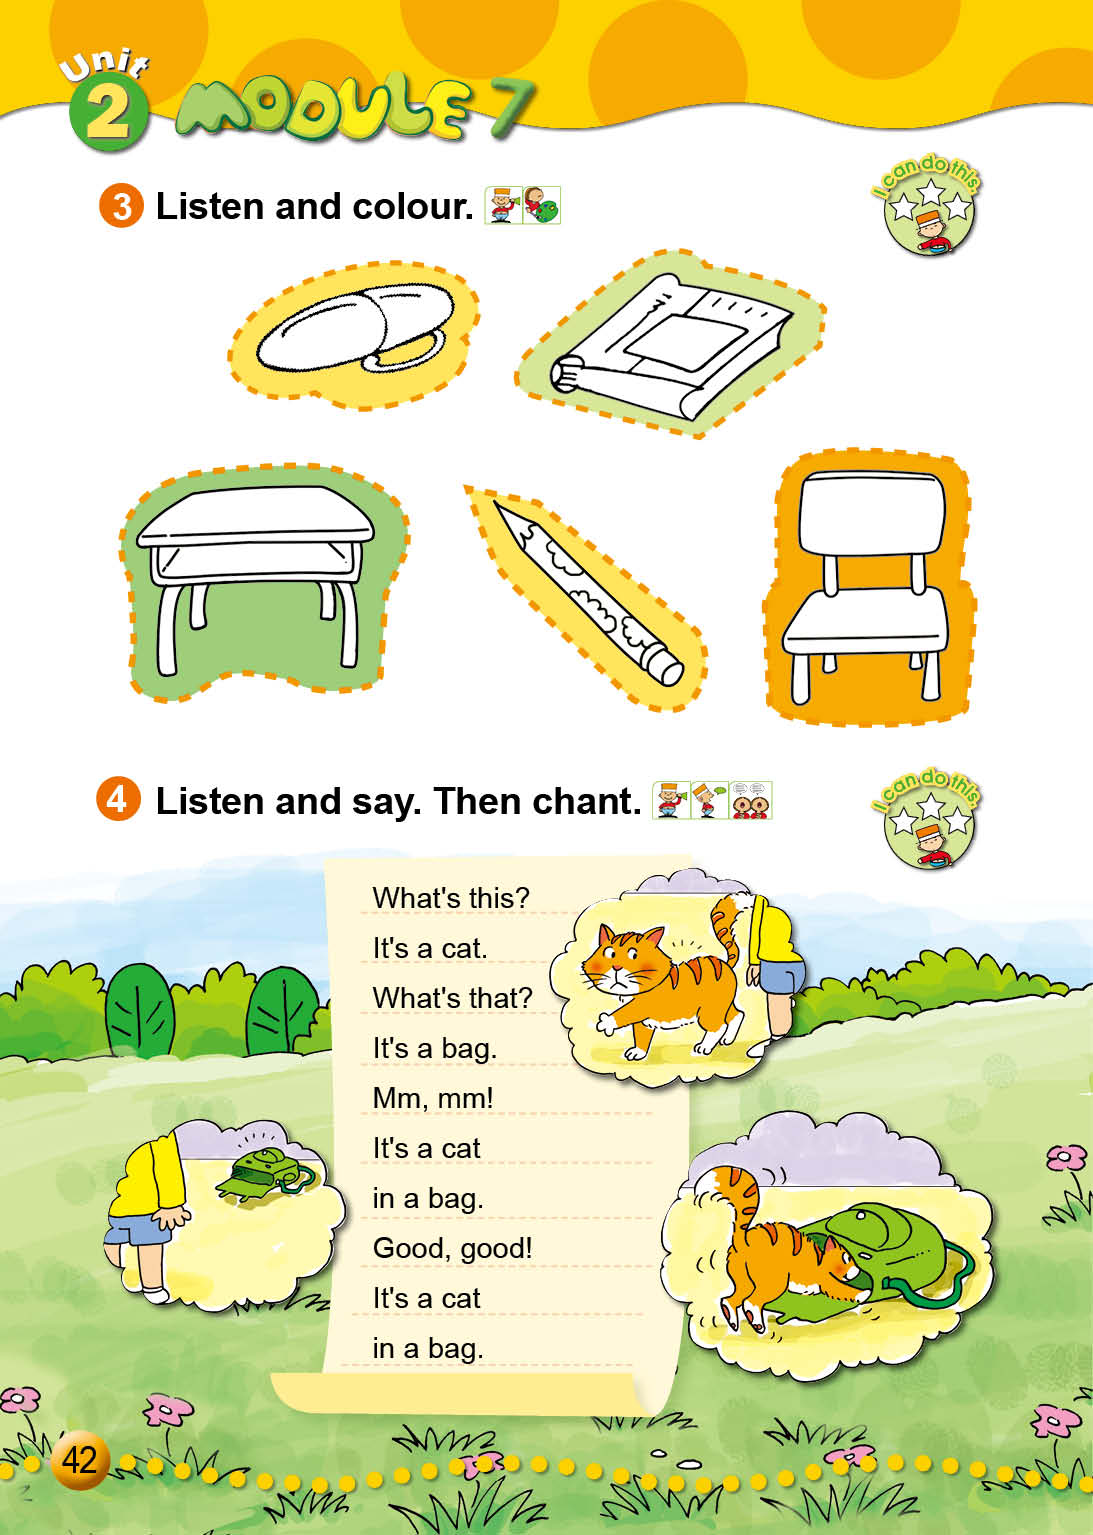 Unit
2 MODULE 7
3 Listen and colour.
I can do this.
4 Listen and say. Then chant.
I can do this.
What's this?
It's a cat.
What's that?
It's a bag.
Mm, mm!
It's a cat
in a bag.
Good, good!
It's a cat
in a bag.
42